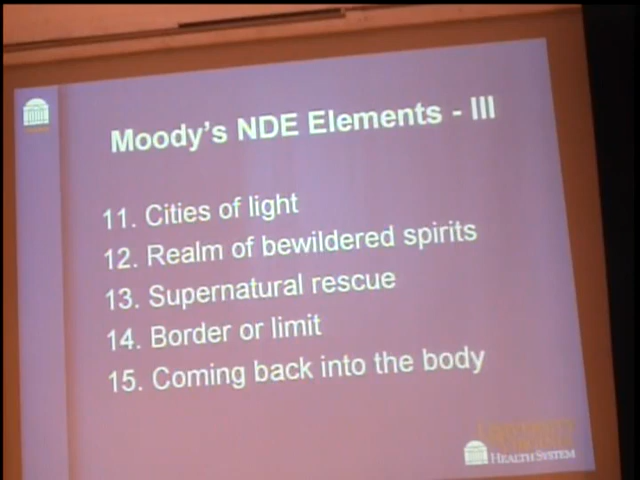 Moody's NDE Elements - III
11. Cities of light
12. Realm of bewildered spirits
13. Supernatural rescue
14. Border or limit
15. Coming back into the body
UNIVERSITY
HEALTH SYSTEM